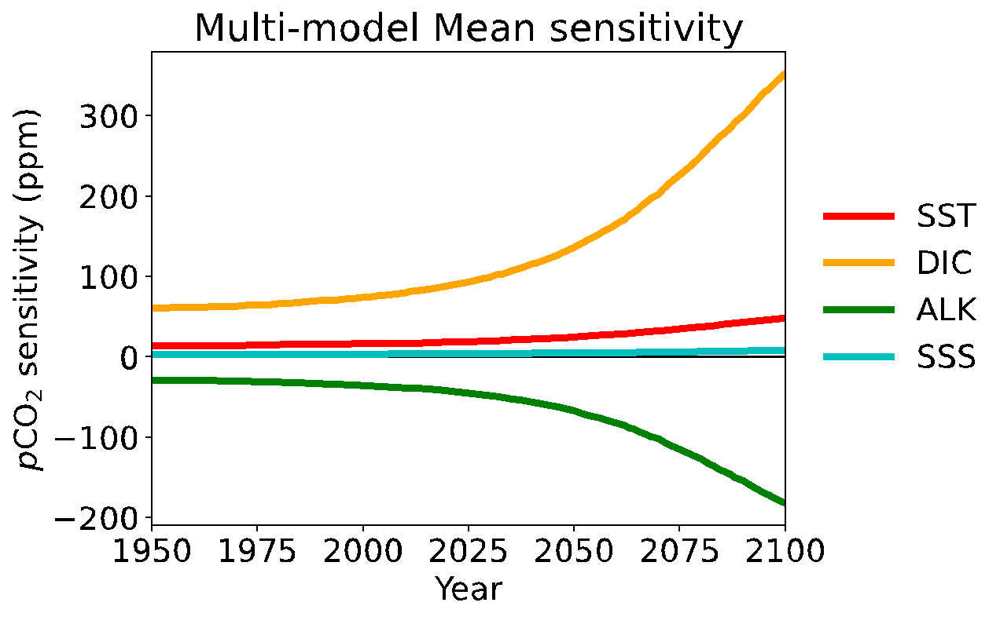 Multi-model Mean sensitivity
pCO₂ sensitivity (ppm)
300
200
100
0
−100
−200
1950 1975 2000 2025 2050 2075 2100
Year
SST
DIC
ALK
SSS